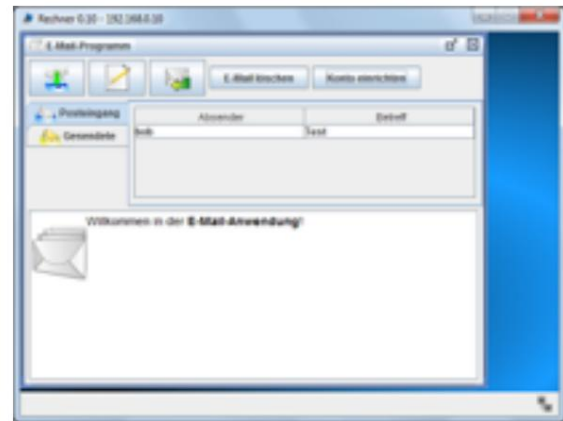 Rechner 0.10 - 192.168.0.10
E-Mail-Programm
E-Mail löschen
Konto einrichten
Posteingang
Gesendete
Absender
Betreff
bob
Test
Willkommen in der E-Mail-Anwendung!